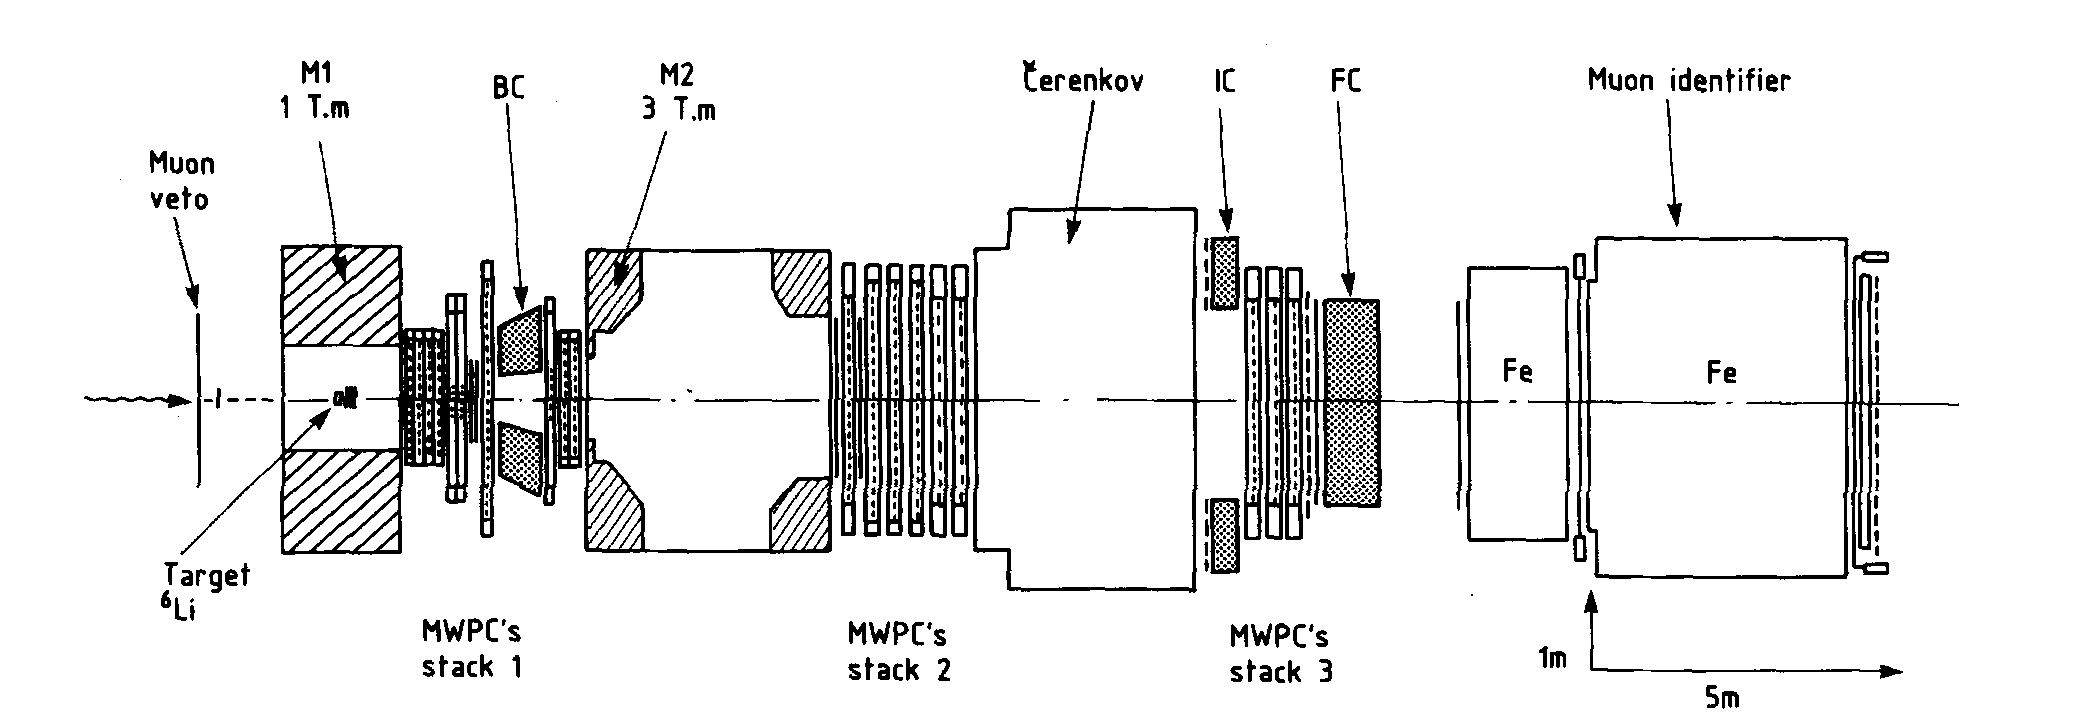 M1
1 T.m
BC
M2
3 T.m
Čerenkov
IC
FC
Muon identifier
Muon
veto
Fe
Fe
Target
⁶Li
MWPC's
stack 1
MWPC's
stack 2
MWPC's
stack 3
1m
5m